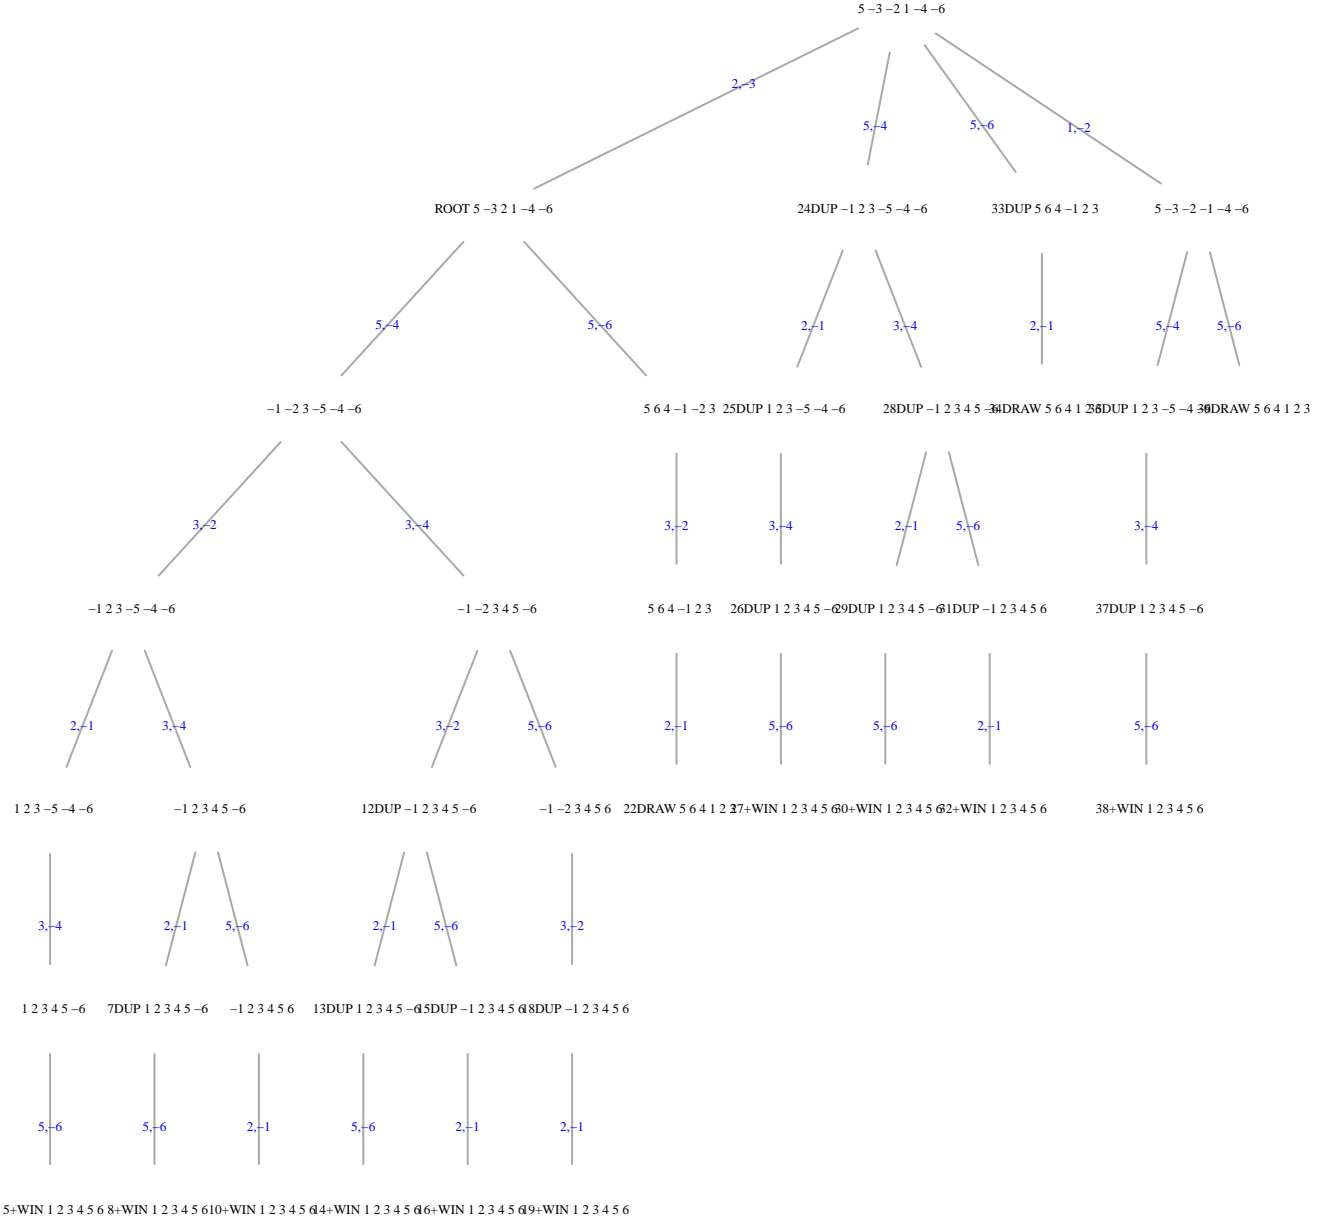 5 −3 −2 1 −4 −6
2,−3
5,−4
5,−6
1,−2
ROOT 5 −3 2 1 −4 −6
24DUP −1 2 3 −5 −4 −6
33DUP 5 6 4 −1 2 3
5 −3 −2 −1 −4 −6
5,−4
5,−6
2,−1
3,−4
2,−1
5,−4
5,−6
−1 −2 3 −5 −4 −6
5 6 4 −1 −2 3
25DUP 1 2 3 −5 −4 −6
28DUP −1 2 3 4 5 −6
34DRAW 5 6 4 1 2 3
36DUP 1 2 3 −5 −4 −6
39DRAW 5 6 4 1 2 3
3,−2
3,−4
3,−2
3,−4
2,−1
5,−6
3,−4
−1 2 3 −5 −4 −6
−1 −2 3 4 5 −6
5 6 4 −1 2 3
26DUP 1 2 3 4 5 −6
29DUP 1 2 3 4 5 −6
31DUP −1 2 3 4 5 6
37DUP 1 2 3 4 5 −6
2,−1
3,−4
3,−2
5,−6
2,−1
5,−6
5,−6
2,−1
5,−6
1 2 3 −5 −4 −6
−1 2 3 4 5 −6
12DUP −1 2 3 4 5 −6
−1 −2 3 4 5 6
22DRAW 5 6 4 1 2 3
27+WIN 1 2 3 4 5 6
30+WIN 1 2 3 4 5 6
32+WIN 1 2 3 4 5 6
38+WIN 1 2 3 4 5 6
3,−4
2,−1
5,−6
2,−1
5,−6
3,−2
1 2 3 4 5 −6
7DUP 1 2 3 4 5 −6
−1 2 3 4 5 6
13DUP 1 2 3 4 5 −6
15DUP −1 2 3 4 5 6
18DUP −1 2 3 4 5 6
5,−6
5,−6
2,−1
5,−6
2,−1
2,−1
5+WIN 1 2 3 4 5 6
8+WIN 1 2 3 4 5 6
10+WIN 1 2 3 4 5 6
14+WIN 1 2 3 4 5 6
16+WIN 1 2 3 4 5 6
19+WIN 1 2 3 4 5 6